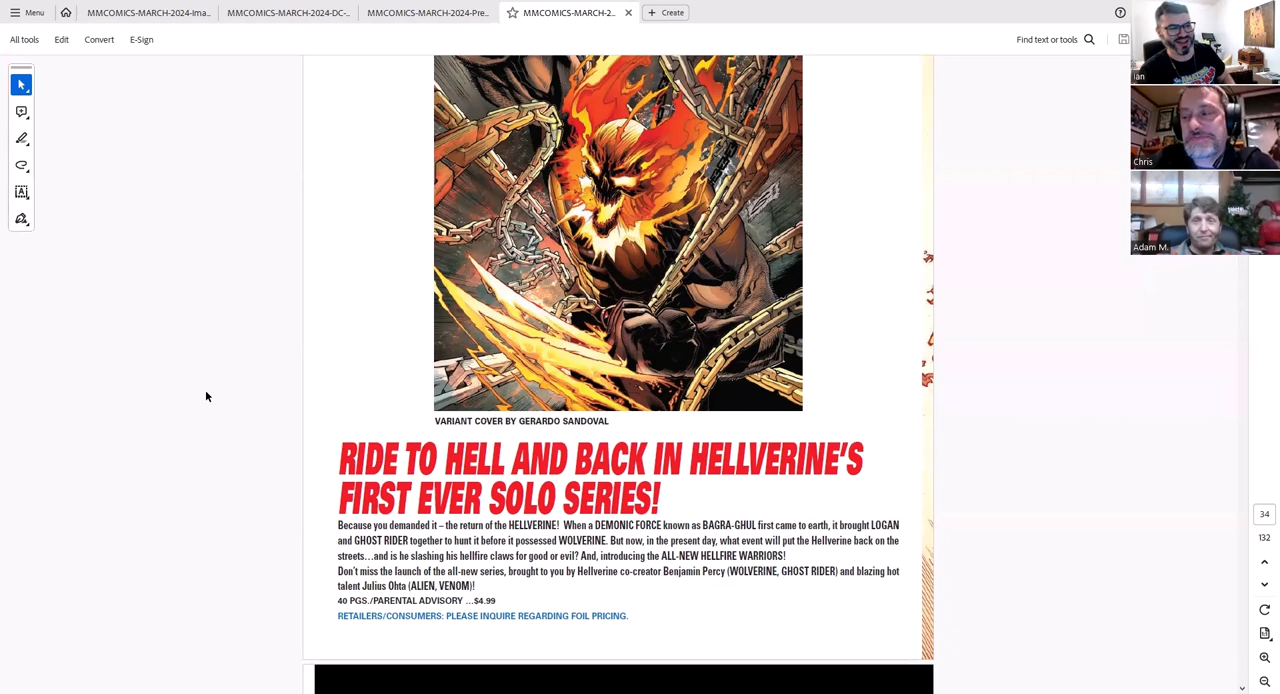 Menu
MMCOMICS-MARCH-2024-Ima...
MMCOMICS-MARCH-2024-DC-...
MMCOMICS-MARCH-2024-Pre...
MMCOMICS-MARCH-2...
Create
All tools
Edit
Convert
E-Sign
Find text or tools
Ian
Chris
Adam M.
VARIANT COVER BY GERARDO SANDOVAL
RIDE TO HELL AND BACK IN HELLVERINE'S
FIRST EVER SOLO SERIES!
Because you demanded it – the return of the HELLVERINE! When a DEMONIC FORCE known as BAGRA-GHUL first came to earth, it brought LOGAN
and GHOST RIDER together to hunt it before it possessed WOLVERINE. But now, in the present day, what event will put the Hellverine back on the
streets…and is he slashing his hellfire claws for good or evil? And, introducing the ALL-NEW HELLFIRE WARRIORS!
Don't miss the launch of the all-new series, brought to you by Hellverine co-creator Benjamin Percy (WOLVERINE, GHOST RIDER) and blazing hot
talent Julius Ohta (ALIEN, VENOM)!
40 PGS./PARENTAL ADVISORY …$4.99
RETAILERS/CONSUMERS: PLEASE INQUIRE REGARDING FOIL PRICING.
34
132